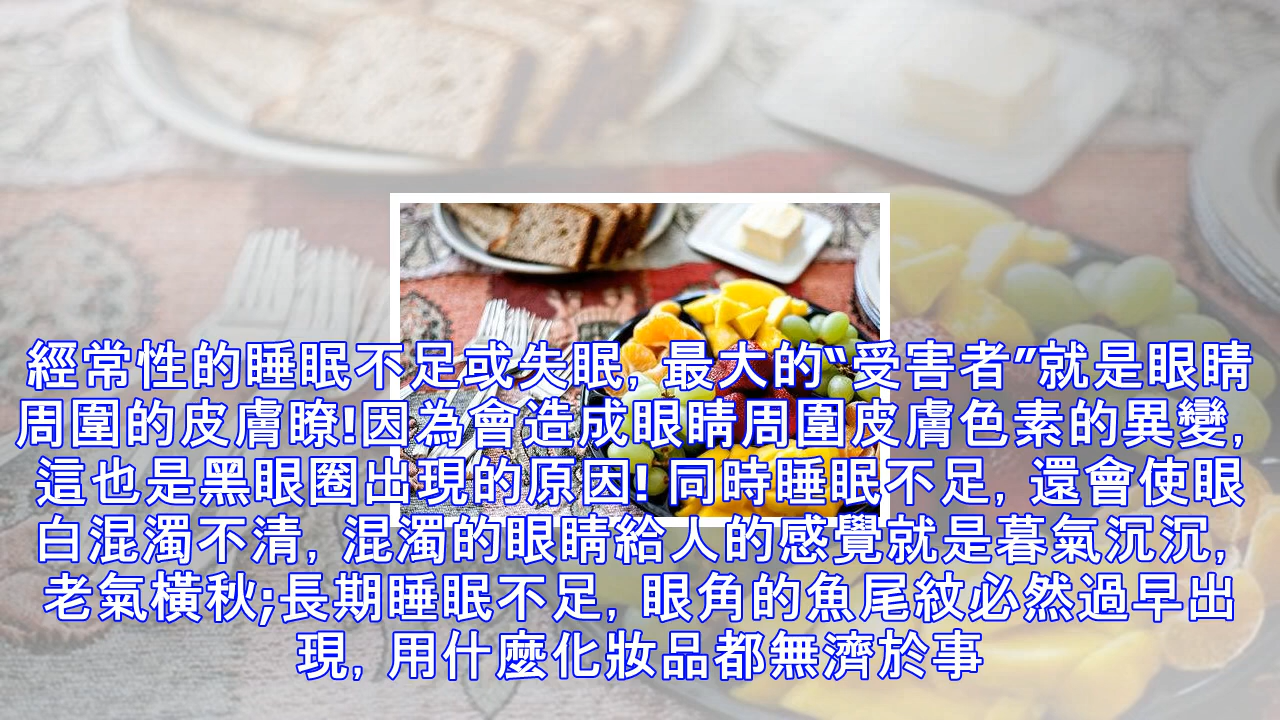 經常性的睡眠不足或失眠, 最大的“受害者”就是眼睛
周圍的皮膚瞭!因為會造成眼睛周圍皮膚色素的異變,
這也是黑眼圈出現的原因! 同時睡眠不足, 還會使眼
白混濁不清, 混濁的眼睛給人的感覺就是暮氣沉沉,
老氣橫秋;長期睡眠不足, 眼角的魚尾紋必然過早出
現, 用什麼化妝品都無濟於事